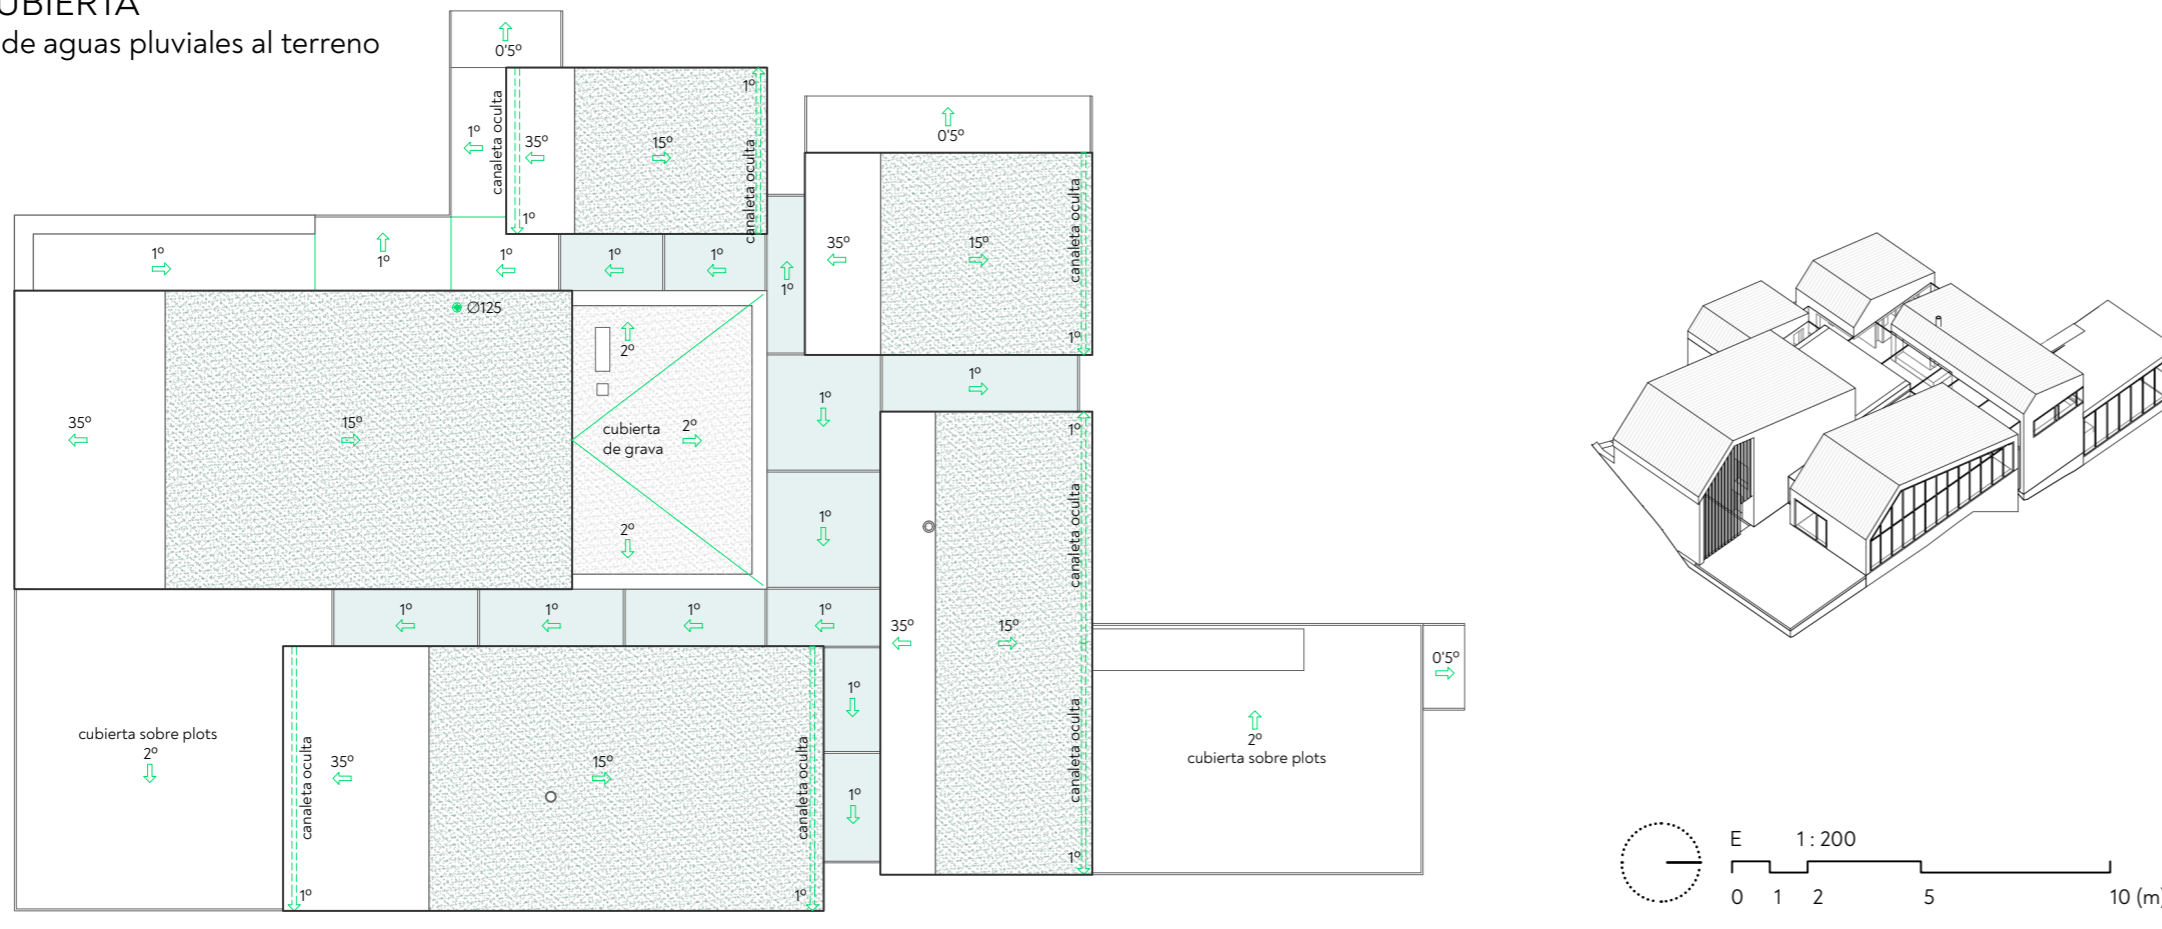 UBIERTA
de aguas pluviales al terreno
0'5º
1º
canaleta oculta
35º
1º
15º
1º
canaleta oculta
0'5º
35º
15º
canaleta oculta
1º
1º
1º
1º
1º
1º
1º
Ø125
35º
15º
2º
cubierta
de grava
2º
2º
1º
1º
1º
1º
canaleta oculta
35º
15º
canaleta oculta
1º
1º
1º
1º
1º
1º
1º
cubierta sobre plots
2º
canaleta oculta
35º
15º
canaleta oculta
1º
1º
2º
cubierta sobre plots
0'5º
E 1 : 200
0 1 2 5 10 (m)